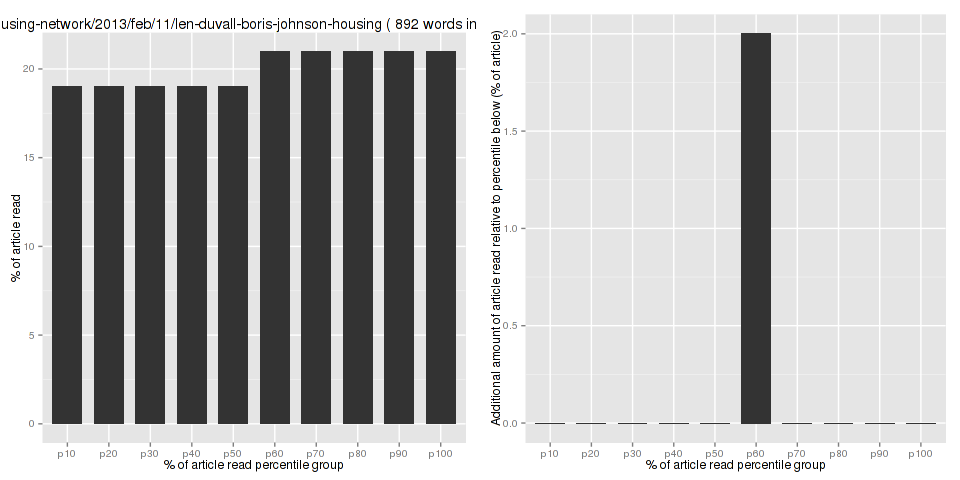 using-network/2013/feb/11/len-duvall-boris-johnson-housing ( 892 words in
% of article read
20
15
10
5
0
p10 p20 p30 p40 p50 p60 p70 p80 p90 p100
% of article read percentile group
Additional amount of article read relative to percentile below (% of article)
2.0
1.5
1.0
0.5
0.0
p10 p20 p30 p40 p50 p60 p70 p80 p90 p100
% of article read percentile group